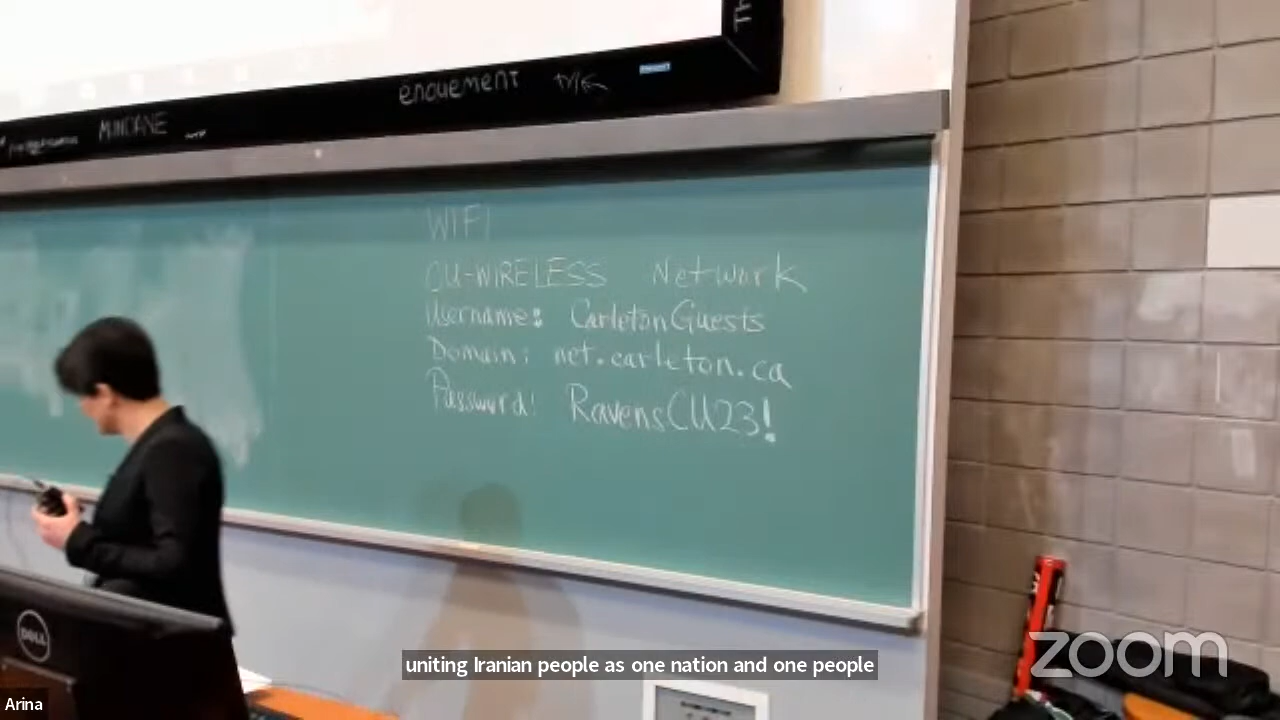 Th
enouement
MUNDANE
WIFI
CU-WIRELESS Network
Username: CarletonGuests
Domain: net.carleton.ca
Password: RavensCU23!
DELL
uniting Iranian people as one nation and one people
zoom
Arina